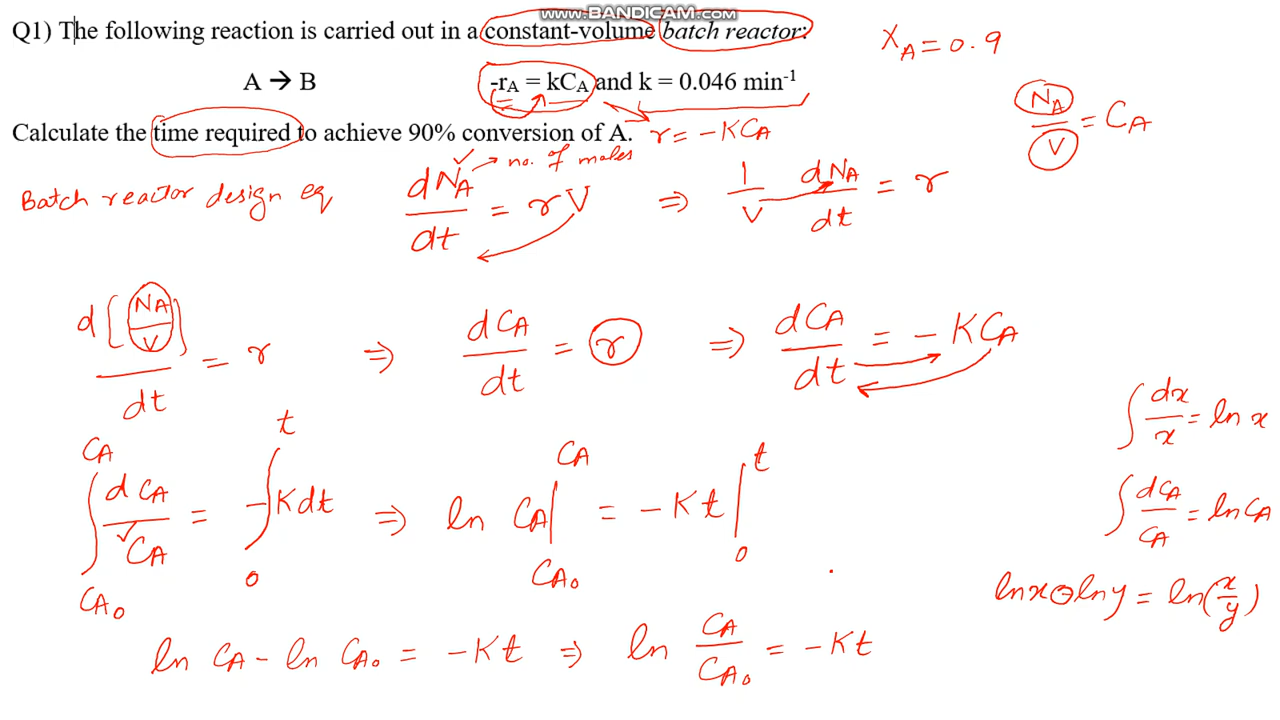 www.BANDICAM.com
Q1) The following reaction is carried out in a constant-volume batch reactor:
X_A = 0.9
A → B -r_A = kC_A and k = 0.046 min⁻¹
N_A/V = C_A
Calculate the time required to achieve 90% conversion of A. r = -KC_A
→ no. of moles
Batch reactor design eq dN_A/dt = rV ⇒ 1/V dN_A/dt = r
d[N_A/V]/dt = r ⇒ dC_A/dt = r ⇒ dC_A/dt = -KC_A
∫dx/x = ln x
∫_{C_A0}^{C_A} dC_A/C_A = -∫_0^t Kdt ⇒ ln C_A |_{C_A0}^{C_A} = -Kt |_0^t
∫dC_A/C_A = ln C_A
ln x - ln y = ln(x/y)
ln C_A - ln C_A0 = -Kt ⇒ ln C_A/C_A0 = -Kt